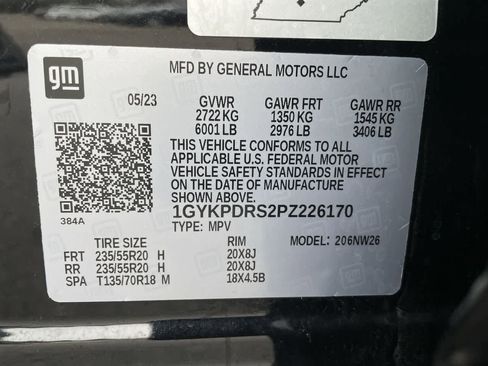 gm
MFD BY GENERAL MOTORS LLC
05/23 GVWR GAWR FRT GAWR RR
2722 KG 1350 KG 1545 KG
6001 LB 2976 LB 3406 LB
THIS VEHICLE CONFORMS TO ALL
APPLICABLE U.S. FEDERAL MOTOR
VEHICLE SAFETY STANDARDS IN EFFECT
ON THE DATE OF MANUFACTURE
SHOWN ABOVE.
384A
1GYKPDRS2PZ226170
TYPE: MPV
TIRE SIZE RIM MODEL: 206NW26
FRT 235/55R20 H 20X8J
RR 235/55R20 H 20X8J
SPA T135/70R18 M 18X4.5B